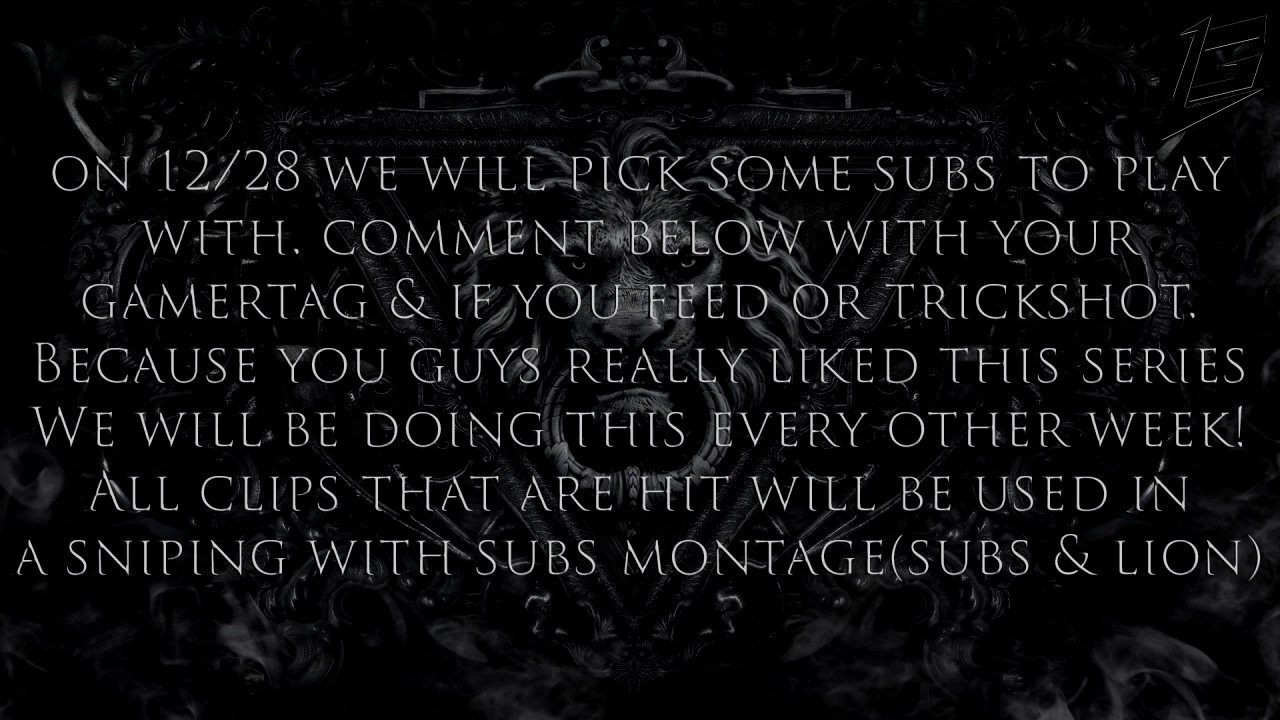 on 12/28 we will pick some subs to play
with. comment below with your
gamertag & if you feed or trickshot.
Because you guys really liked this series
We will be doing this every other week!
All clips that are hit will be used in
a sniping with subs montage(subs & lion)